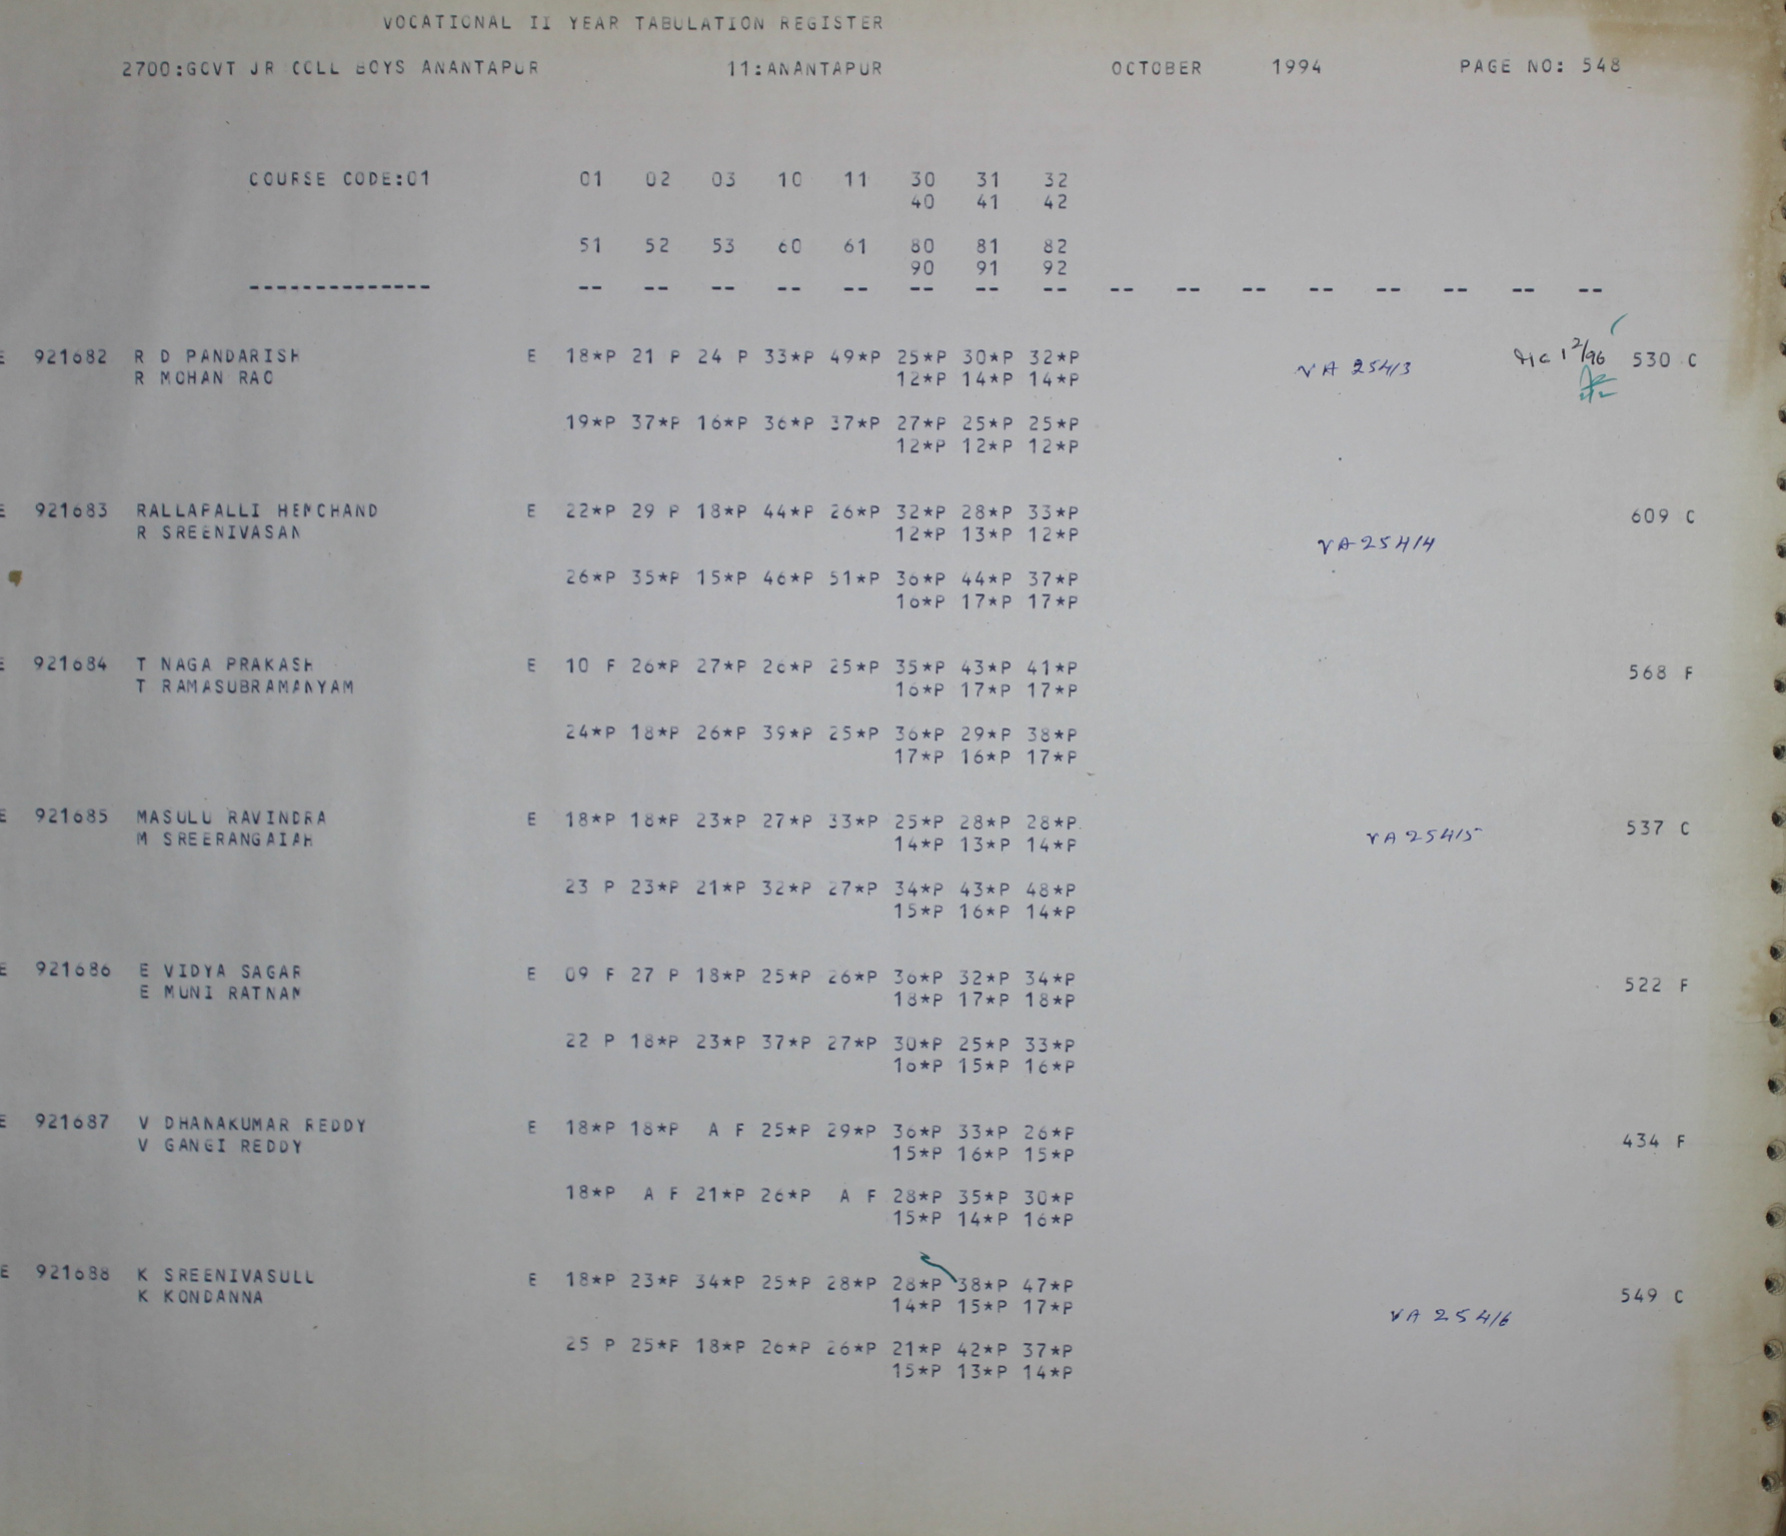 VOCATIONAL II YEAR TABULATION REGISTER
2700:GOVT JR COLL BOYS ANANTAPUR 11:ANANTAPUR OCTOBER 1994 PAGE NO: 548
COURSE CODE:01 01 02 03 10 11 30 31 32
40 41 42
51 52 53 60 61 80 81 82
90 91 92
-------------- -- -- -- -- -- -- -- -- -- -- -- -- -- -- -- --
E 921682 R D PANDARISH E 18*P 21 P 24 P 33*P 49*P 25*P 30*P 32*P VA 25413 12/96 530 C
R MOHAN RAO 12*P 14*P 14*P
19*P 37*P 16*P 36*P 37*P 27*P 25*P 25*P
12*P 12*P 12*P
E 921683 RALLAPALLI HEMCHAND E 22*P 29 P 18*P 44*P 26*P 32*P 28*P 33*P 609 C
R SREENIVASAN 12*P 13*P 12*P VA 25414
26*P 35*P 15*P 46*P 51*P 36*P 44*P 37*P
16*P 17*P 17*P
E 921684 T NAGA PRAKASH E 10 F 26*P 27*P 26*P 25*P 35*P 43*P 41*P 568 F
T RAMASUBRAMANYAM 16*P 17*P 17*P
24*P 18*P 26*P 39*P 25*P 36*P 29*P 38*P
17*P 16*P 17*P
E 921685 MASULU RAVINDRA E 18*P 18*P 23*P 27*P 33*P 25*P 28*P 28*P VA 25415 537 C
M SREERANGAIAH 14*P 13*P 14*P
23 P 23*P 21*P 32*P 27*P 34*P 43*P 48*P
15*P 16*P 14*P
E 921686 E VIDYA SAGAR E 09 F 27 P 18*P 25*P 26*P 36*P 32*P 34*P 522 F
E MUNI RATNAM 18*P 17*P 18*P
22 P 18*P 23*P 37*P 27*P 30*P 25*P 33*P
16*P 15*P 16*P
E 921687 V DHANAKUMAR REDDY E 18*P 18*P A F 25*P 29*P 36*P 33*P 26*P 434 F
V GANGI REDDY 15*P 16*P 15*P
18*P A F 21*P 26*P A F 28*P 35*P 30*P
15*P 14*P 16*P
E 921688 K SREENIVASULU E 18*P 23*P 34*P 25*P 28*P 28*P 38*P 47*P 549 C
K KONDANNA 14*P 15*P 17*P VA 25416
25 P 25*P 18*P 26*P 26*P 21*P 42*P 37*P
15*P 13*P 14*P